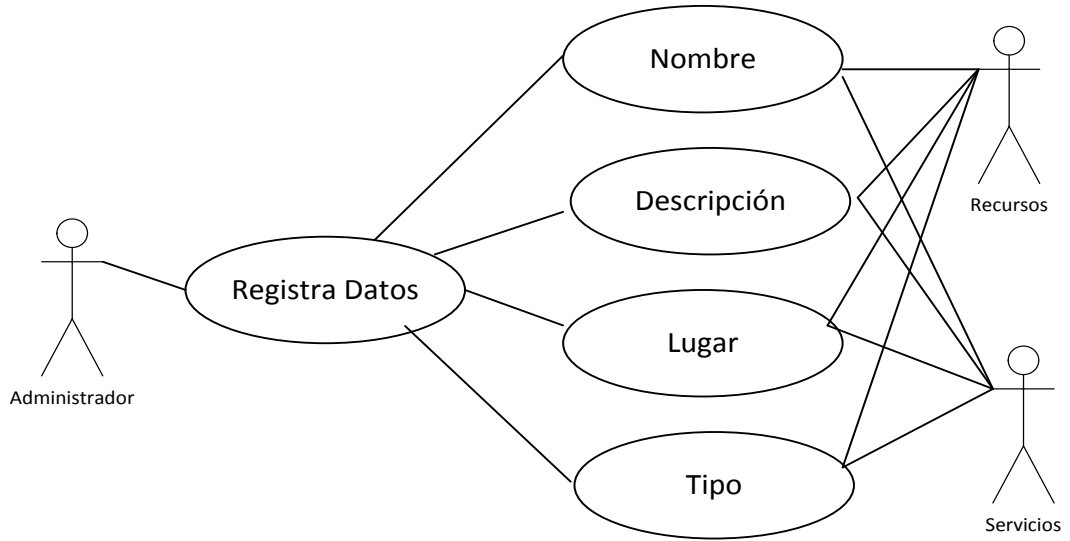 Nombre
Descripción
Recursos
Registra Datos
Lugar
Administrador
Tipo
Servicios